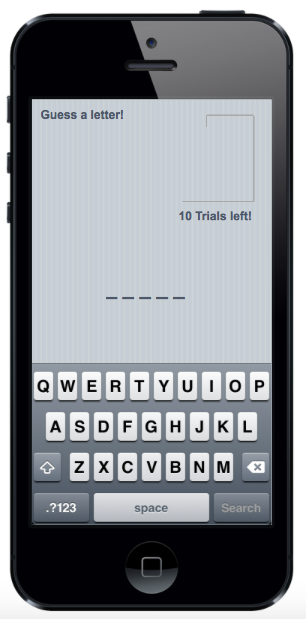 Guess a letter!
10 Trials left!
_ _ _ _ _
Q W E R T Y U I O P
A S D F G H J K L
Z X C V B N M
.?123 space Search